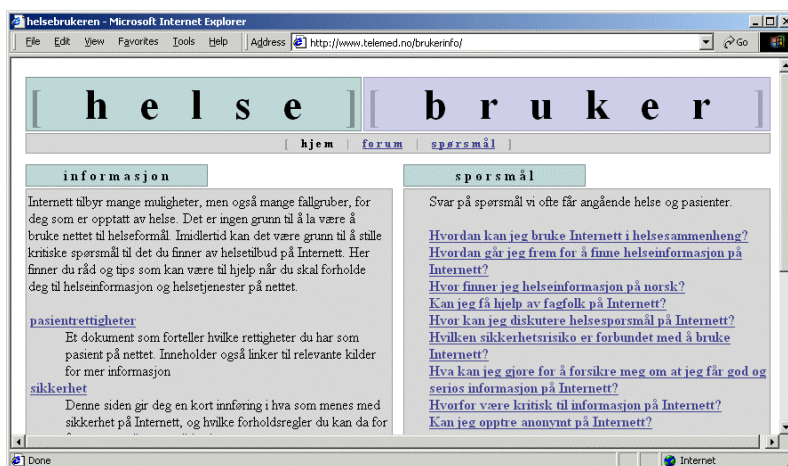 helsebrukeren - Microsoft Internet Explorer
File Edit View Favorites Tools Help Address http://www.telemed.no/brukerinfo/ Go
[ h e l s e ] [ b r u k e r ]
[ hjem | forum | spørsmål ]
informasjon
Internett tilbyr mange muligheter, men også mange fallgruber, for
deg som er opptatt av helse. Det er ingen grunn til å la være å
bruke nettet til helseformål. Imidlertid kan det være grunn til å stille
kritiske spørsmål til det du finner av helsetilbud på Internett. Her
finner du råd og tips som kan være til hjelp når du skal forholde
deg til helseinformasjon og helsetjenester på nettet.
pasientrettigheter
Et dokument som forteller hvilke rettigheter du har som
pasient på nettet. Inneholder også linker til relevante kilder
for mer informasjon
sikkerhet
Denne siden gir deg en kort innføring i hva som menes med
sikkerhet på Internett, og hvilke forholdsregler du kan da for
sporsmål
Svar på spørsmål vi ofte får angående helse og pasienter.
Hvordan kan jeg bruke Internett i helsesammenheng?
Hvordan går jeg frem for å finne helseinformasjon på
Internett?
Hvor finner jeg helseinformasjon på norsk?
Kan jeg få hjelp av fagfolk på Internett?
Hvor kan jeg diskutere helsesporsmål på Internett?
Hvilken sikkerhetsrisiko er forbundet med å bruke
Internett?
Hva kan jeg gjore for å forsikre meg om at jeg får god og
serios informasjon på Internett?
Hvorfor være kritisk til informasjon på Internett?
Kan jeg opptre anonymt på Internett?
Done Internet